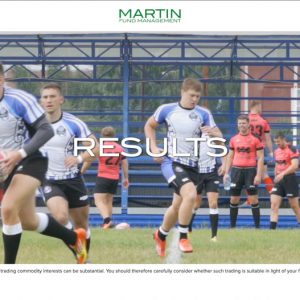 MARTIN
FUND MANAGEMENT
RESULTS
trading commodity interests can be substantial. You should therefore carefully consider whether such trading is suitable in light of your f